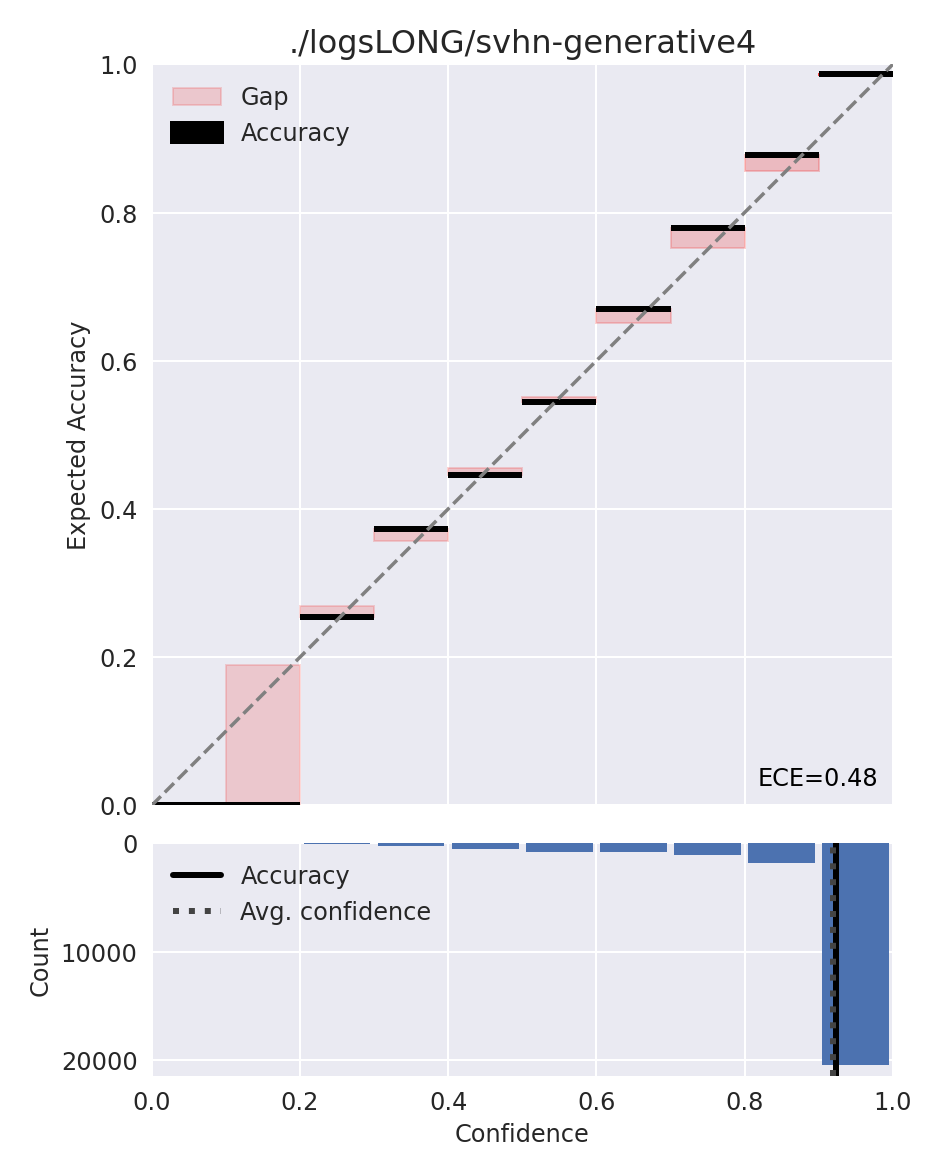 ./logsLONG/svhn-generative4
1.0
Gap
Accuracy
0.8
0.6
Expected Accuracy
0.4
0.2
ECE=0.48
0.0
0
Accuracy
Avg. confidence
Count
10000
20000
0.0 0.2 0.4 0.6 0.8 1.0
Confidence